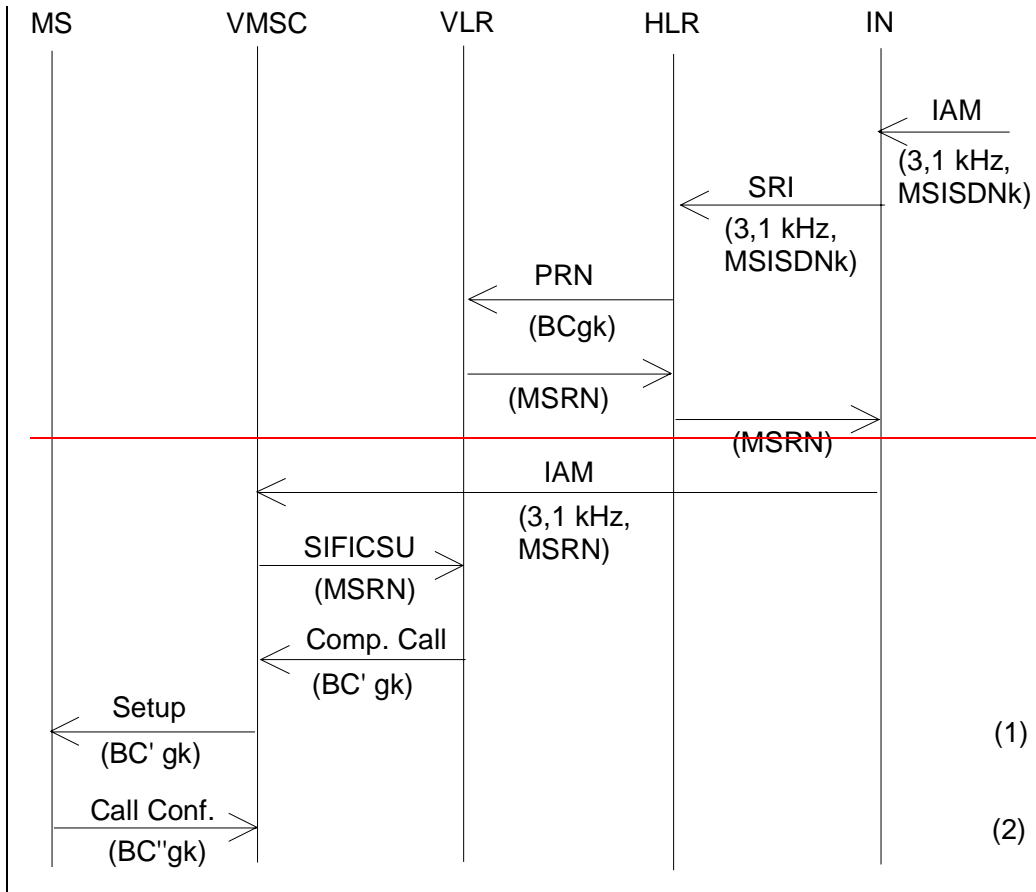 MS VMSC VLR HLR IN
IAM
(3,1 kHz,
MSISDNk)
SRI
(3,1 kHz,
MSISDNk)
PRN
(BCgk)
(MSRN)
(MSRN)
IAM
(3,1 kHz,
MSRN)
SIFICSU
(MSRN)
Comp. Call
(BC' gk)
Setup
(BC' gk)
(1)
Call Conf.
(BC''gk)
(2)